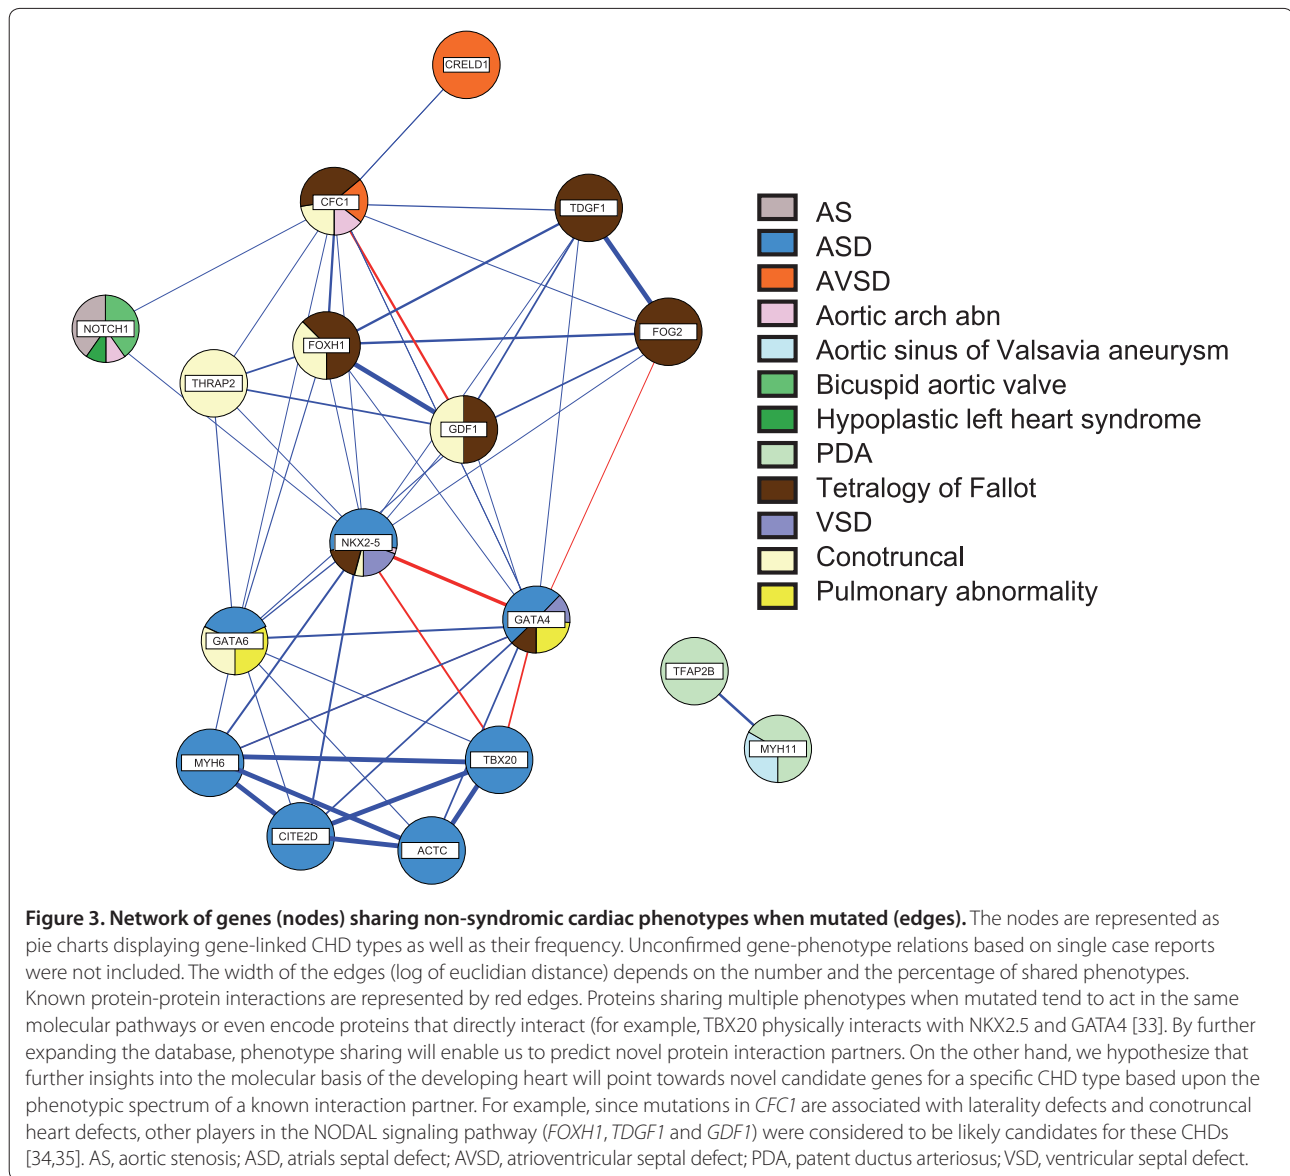 CRELD1
CFC1
TDGF1
NOTCH1
FOXH1
FOG2
THRAP2
GDF1
NKX2-5
GATA4
GATA6
TFAP2B
MYH11
MYH6
TBX20
CITE2D
ACTC
AS
ASD
AVSD
Aortic arch abn
Aortic sinus of Valsavia aneurysm
Bicuspid aortic valve
Hypoplastic left heart syndrome
PDA
Tetralogy of Fallot
VSD
Conotruncal
Pulmonary abnormality
Figure 3. Network of genes (nodes) sharing non-syndromic cardiac phenotypes when mutated (edges). The nodes are represented as
pie charts displaying gene-linked CHD types as well as their frequency. Unconfirmed gene-phenotype relations based on single case reports
were not included. The width of the edges (log of euclidian distance) depends on the number and the percentage of shared phenotypes.
Known protein-protein interactions are represented by red edges. Proteins sharing multiple phenotypes when mutated tend to act in the same
molecular pathways or even encode proteins that directly interact (for example, TBX20 physically interacts with NKX2.5 and GATA4 [33]. By further
expanding the database, phenotype sharing will enable us to predict novel protein interaction partners. On the other hand, we hypothesize that
further insights into the molecular basis of the developing heart will point towards novel candidate genes for a specific CHD type based upon the
phenotypic spectrum of a known interaction partner. For example, since mutations in CFC1 are associated with laterality defects and conotruncal
heart defects, other players in the NODAL signaling pathway (FOXH1, TDGF1 and GDF1) were considered to be likely candidates for these CHDs
[34,35]. AS, aortic stenosis; ASD, atrials septal defect; AVSD, atrioventricular septal defect; PDA, patent ductus arteriosus; VSD, ventricular septal defect.